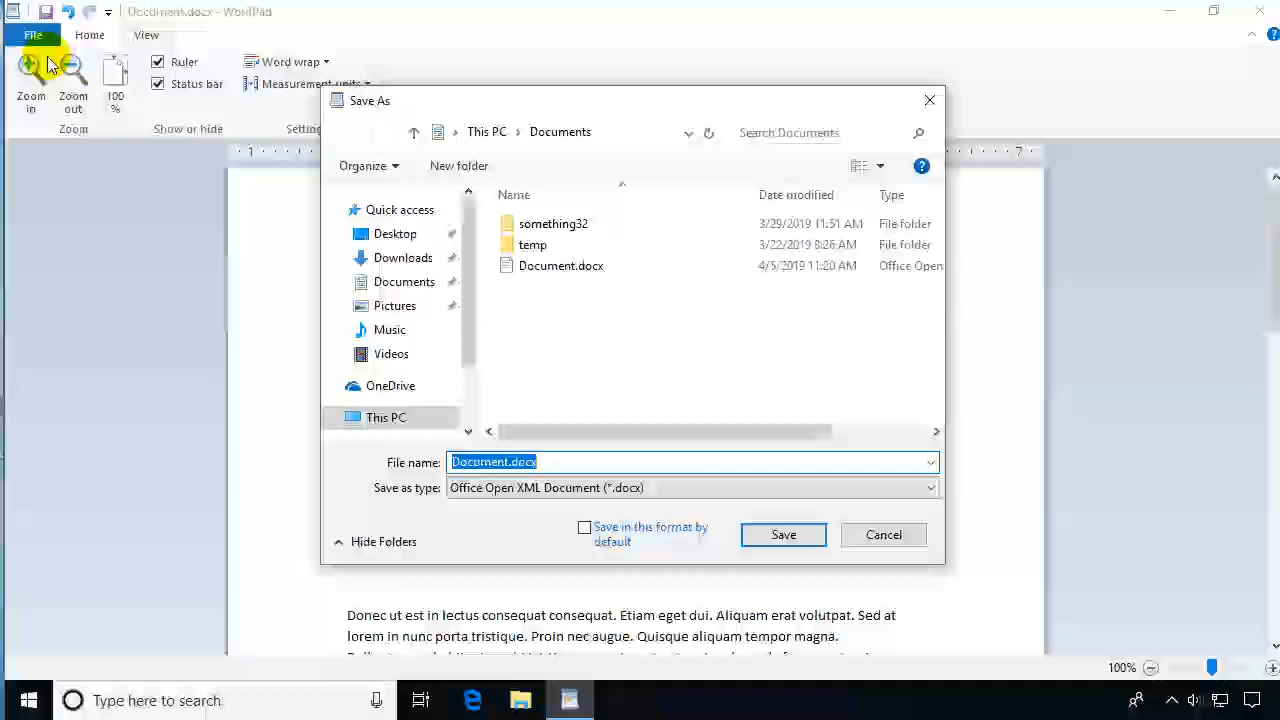 Document.docx - WordPad
File Home View
Zoom in
Zoom out
100 %
Ruler
Status bar
Word wrap
Measurement units
Zoom
Show or hide
Save As
This PC Documents
Search Documents
Organize New folder
Name Date modified Type
something32 3/29/2019 11:51 AM File folder
temp 3/22/2019 8:26 AM File folder
Document.docx 4/5/2019 11:20 AM Office Open
Quick access
Desktop
Downloads
Documents
Pictures
Music
Videos
OneDrive
This PC
File name: Document.docx
Save as type: Office Open XML Document (*.docx)
Save in this format by
default
Hide Folders
Save Cancel
1
7
Donec ut est in lectus consequat consequat. Etiam eget dui. Aliquam erat volutpat. Sed at
lorem in nunc porta tristique. Proin nec augue. Quisque aliquam tempor magna.
100%
Type here to search